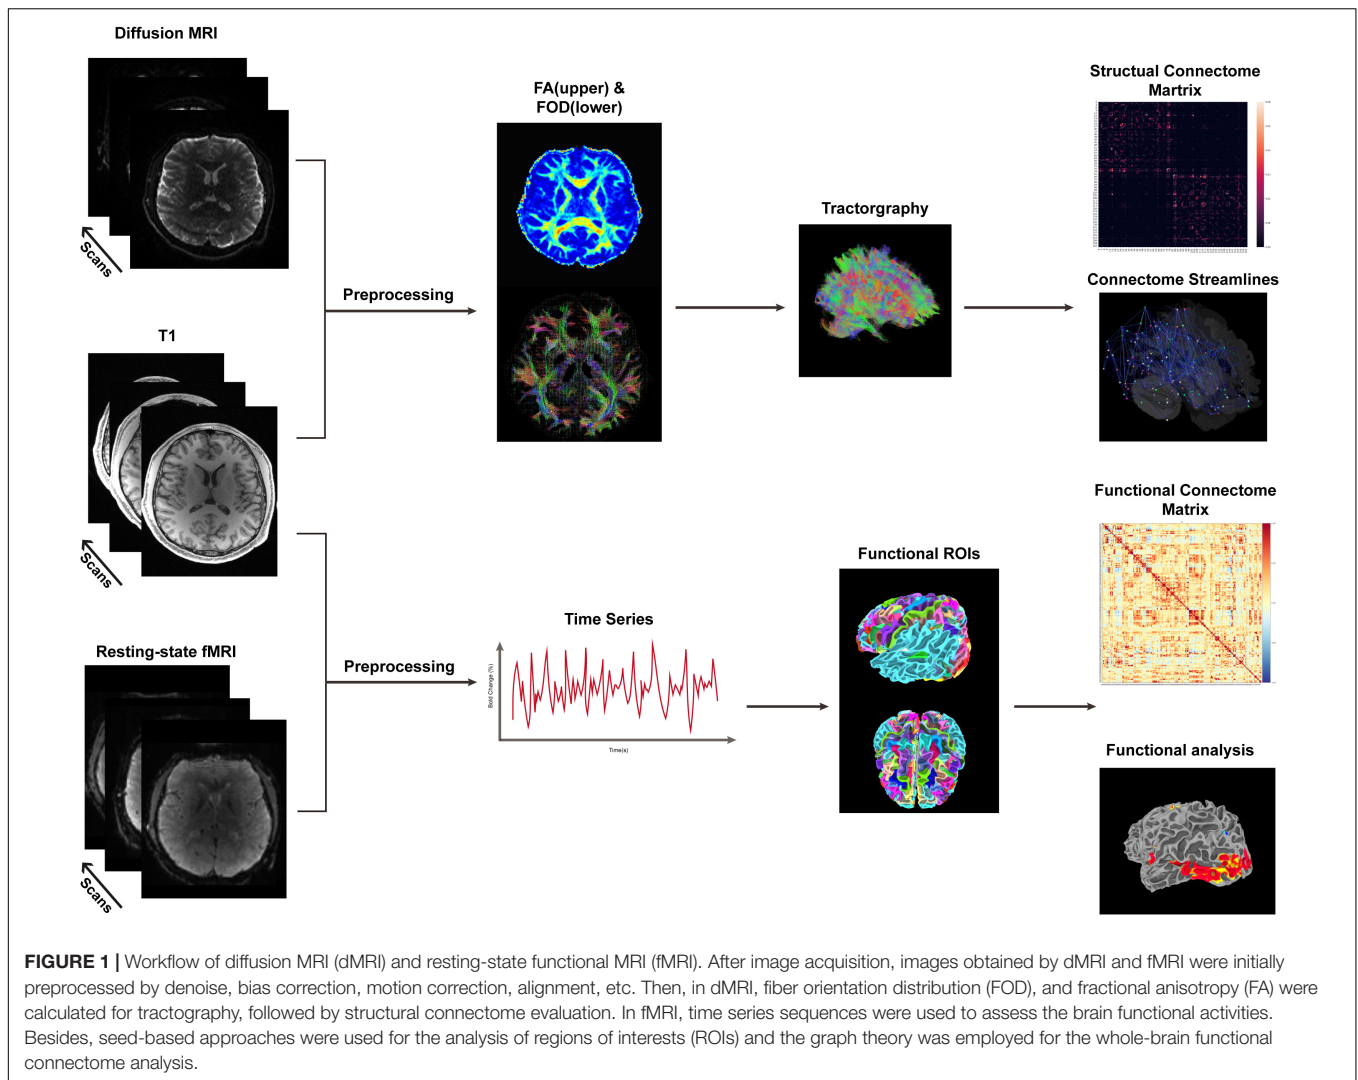 Diffusion MRI
Scans
T1
Scans
Resting-state fMRI
Scans
Preprocessing
Preprocessing
FA(upper) &
FOD(lower)
Tractorgraphy
Structual Connectome
Martrix
Connectome Streamlines
Time Series
Bold Change (%)
Time(s)
Functional ROIs
Functional Connectome
Matrix
Functional analysis
FIGURE 1 | Workflow of diffusion MRI (dMRI) and resting-state functional MRI (fMRI). After image acquisition, images obtained by dMRI and fMRI were initially
preprocessed by denoise, bias correction, motion correction, alignment, etc. Then, in dMRI, fiber orientation distribution (FOD), and fractional anisotropy (FA) were
calculated for tractography, followed by structural connectome evaluation. In fMRI, time series sequences were used to assess the brain functional activities.
Besides, seed-based approaches were used for the analysis of regions of interests (ROIs) and the graph theory was employed for the whole-brain functional
connectome analysis.